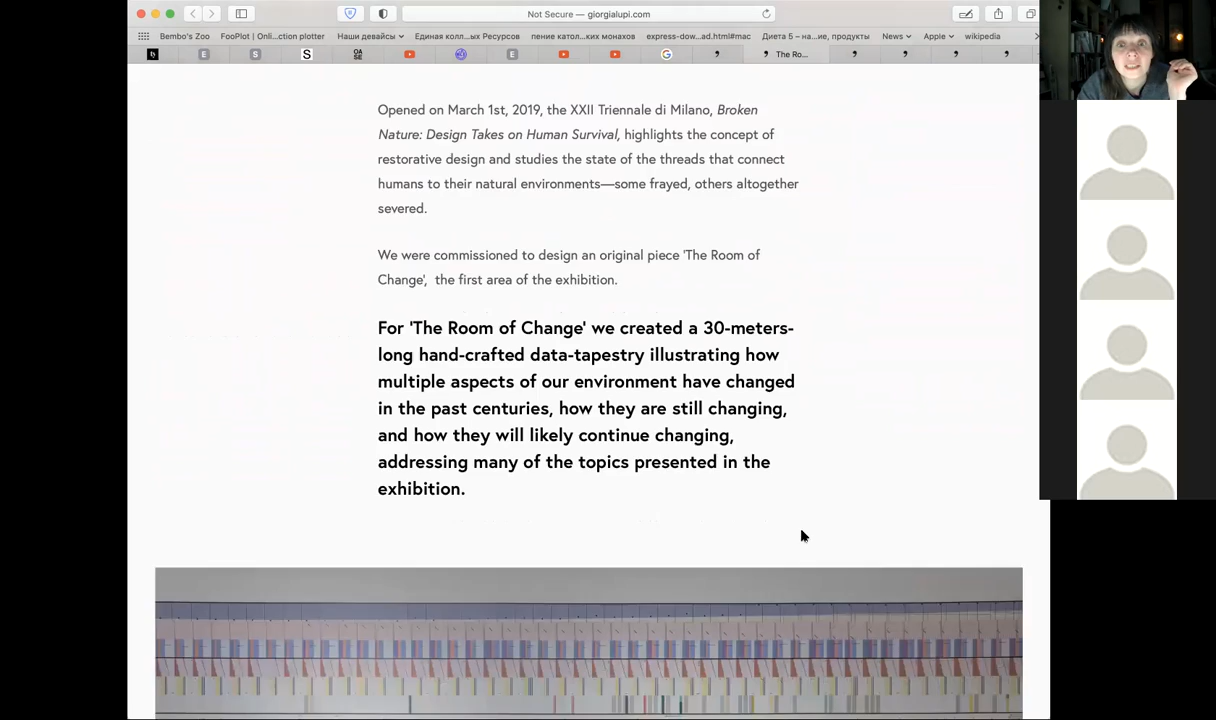 Not Secure — giorgialupi.com
Bembo's Zoo FooPlot | Onli...ction plotter Наши девайсы Единая колл...ых Ресурсов пение катол...ких монахов express-dow...ad.html#mac Диета 5 – на...ие, продукты News Apple wikipedia
E S S OA SE E G The Ro...
Opened on March 1st, 2019, the XXII Triennale di Milano, Broken
Nature: Design Takes on Human Survival, highlights the concept of
restorative design and studies the state of the threads that connect
humans to their natural environments—some frayed, others altogether
severed.
We were commissioned to design an original piece 'The Room of
Change', the first area of the exhibition.
For 'The Room of Change' we created a 30-meters-
long hand-crafted data-tapestry illustrating how
multiple aspects of our environment have changed
in the past centuries, how they are still changing,
and how they will likely continue changing,
addressing many of the topics presented in the
exhibition.